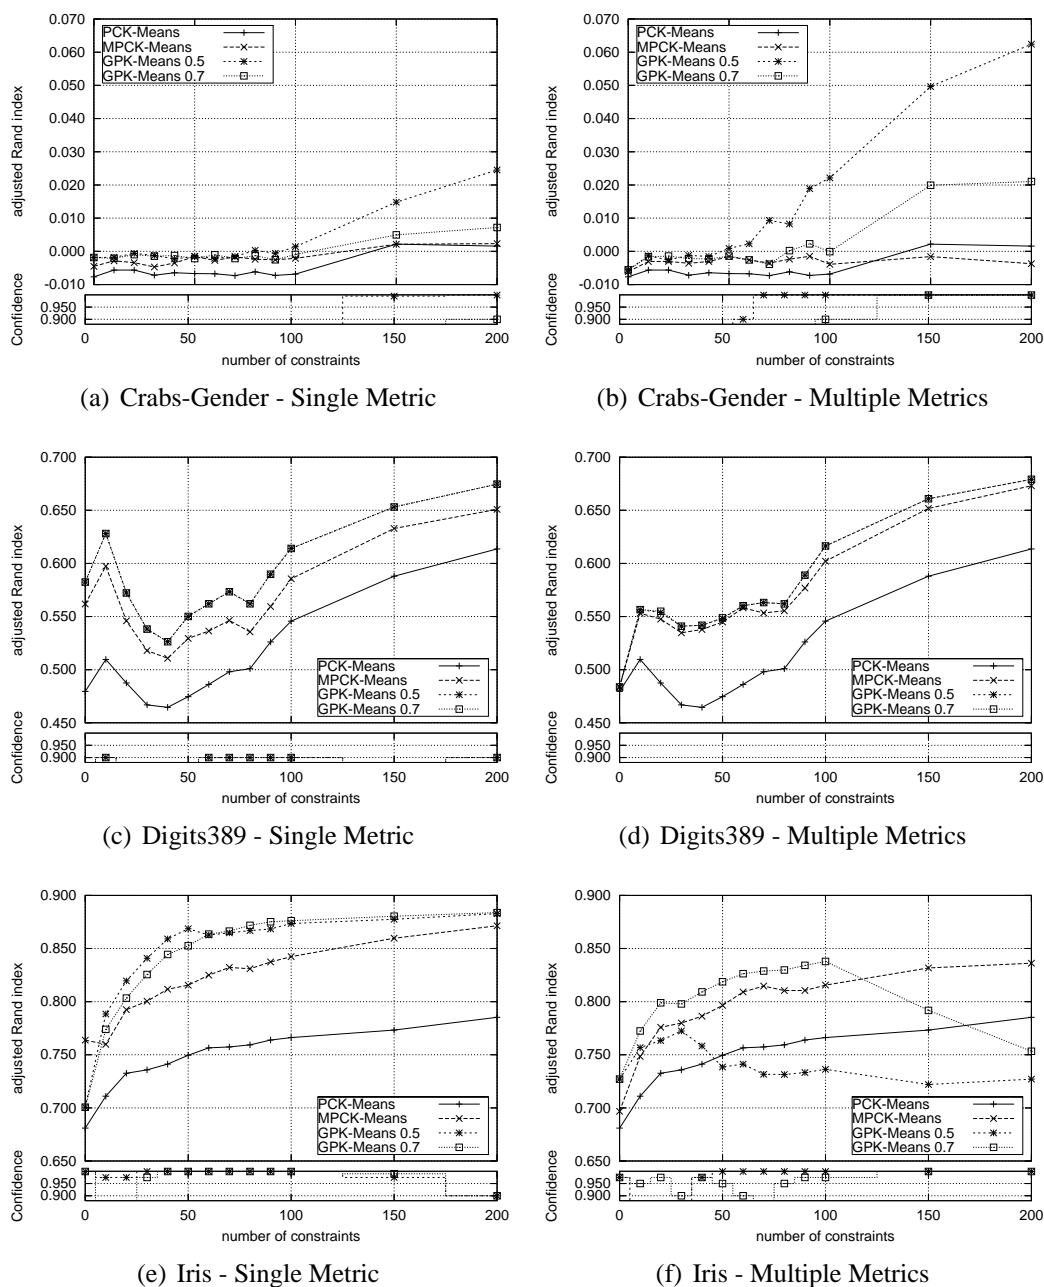 0.070
0.060
0.050
0.040
0.030
0.020
0.010
0.000
-0.010
adjusted Rand index
PCK-Means
MPCK-Means
GPK-Means 0.5
GPK-Means 0.7
Confidence
0.950
0.900
0 50 100 150 200
number of constraints
(a) Crabs-Gender - Single Metric
0.070
0.060
0.050
0.040
0.030
0.020
0.010
0.000
-0.010
adjusted Rand index
PCK-Means
MPCK-Means
GPK-Means 0.5
GPK-Means 0.7
Confidence
0.950
0.900
0 50 100 150 200
number of constraints
(b) Crabs-Gender - Multiple Metrics
0.700
0.650
0.600
0.550
0.500
0.450
adjusted Rand index
PCK-Means
MPCK-Means
GPK-Means 0.5
GPK-Means 0.7
Confidence
0.950
0.900
0 50 100 150 200
number of constraints
(c) Digits389 - Single Metric
0.700
0.650
0.600
0.550
0.500
0.450
adjusted Rand index
PCK-Means
MPCK-Means
GPK-Means 0.5
GPK-Means 0.7
Confidence
0.950
0.900
0 50 100 150 200
number of constraints
(d) Digits389 - Multiple Metrics
0.900
0.850
0.800
0.750
0.700
0.650
adjusted Rand index
PCK-Means
MPCK-Means
GPK-Means 0.5
GPK-Means 0.7
Confidence
0.950
0.900
0 50 100 150 200
number of constraints
(e) Iris - Single Metric
0.900
0.850
0.800
0.750
0.700
0.650
adjusted Rand index
PCK-Means
MPCK-Means
GPK-Means 0.5
GPK-Means 0.7
Confidence
0.950
0.900
0 50 100 150 200
number of constraints
(f) Iris - Multiple Metrics